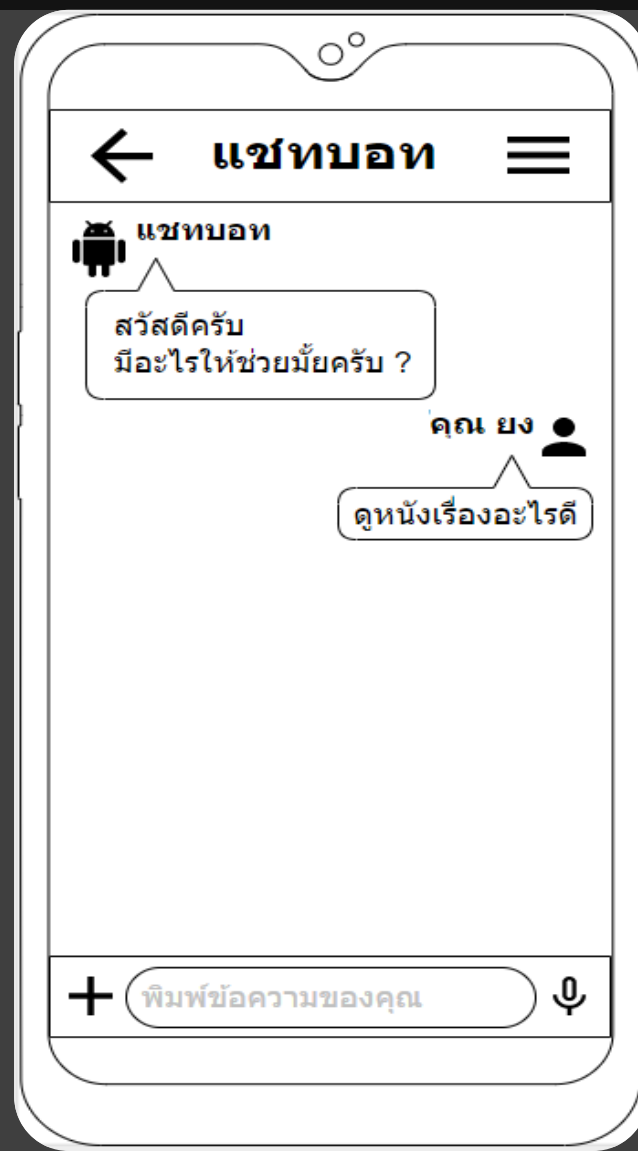 แชทบอท
แชทบอท
สวัสดีครับ
มีอะไรให้ช่วยมั้ยครับ ?
คุณ ยง
ดูหนังเรื่องอะไรดี
พิมพ์ข้อความของคุณ